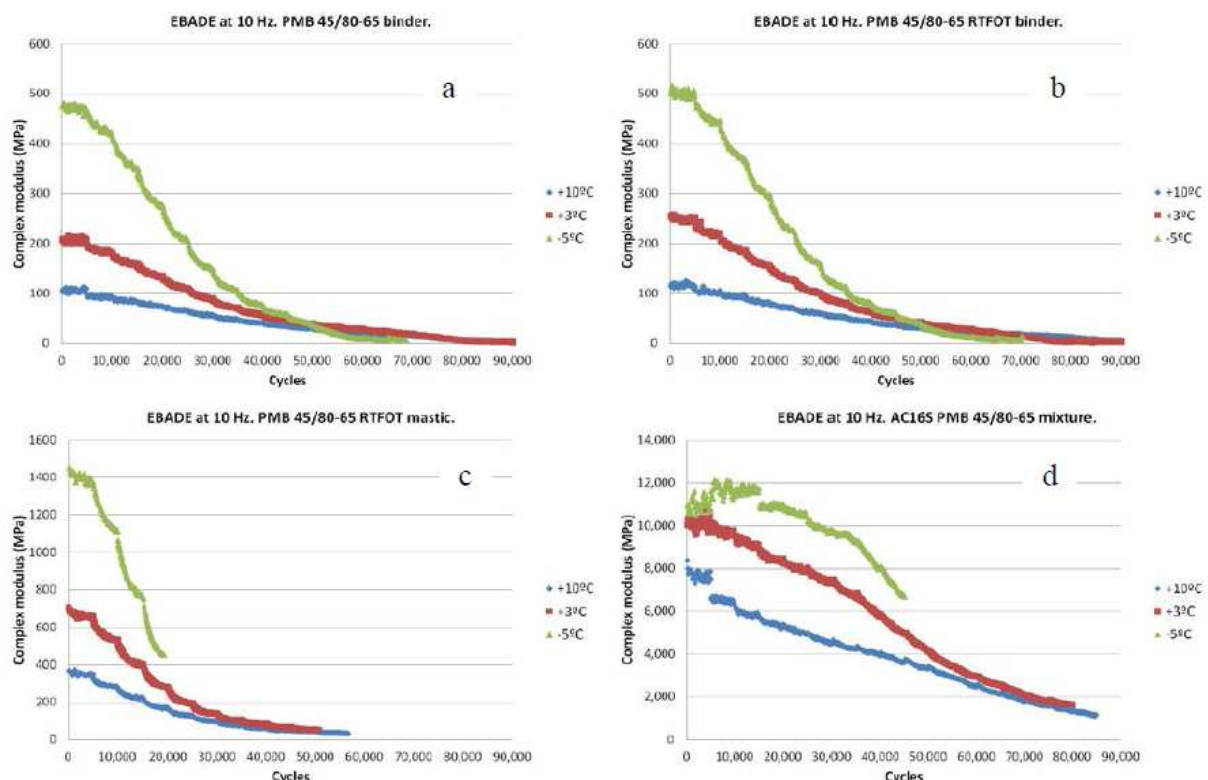 EBADE at 10 Hz. PMB 45/80-65 binder.
600
500
400
300
200
100
0
Complex modulus (MPa)
0 10,000 20,000 30,000 40,000 50,000 60,000 70,000 80,000 90,000
Cycles
a
+10ºC
+3ºC
-5ºC
EBADE at 10 Hz. PMB 45/80-65 RTFOT binder.
600
500
400
300
200
100
0
Complex modulus (MPa)
0 10,000 20,000 30,000 40,000 50,000 60,000 70,000 80,000 90,000
Cycles
b
+10ºC
+3ºC
-5ºC
EBADE at 10 Hz. PMB 45/80-65 RTFOT mastic.
1600
1400
1200
1000
800
600
400
200
0
Complex modulus (MPa)
0 10,000 20,000 30,000 40,000 50,000 60,000 70,000 80,000 90,000
Cycles
c
+10ºC
+3ºC
-5ºC
EBADE at 10 Hz. AC16S PMB 45/80-65 mixture.
14,000
12,000
10,000
8,000
6,000
4,000
2,000
0
Complex modulus (MPa)
0 10,000 20,000 30,000 40,000 50,000 60,000 70,000 80,000 90,000
Cycles
d
+10ºC
+3ºC
-5ºC